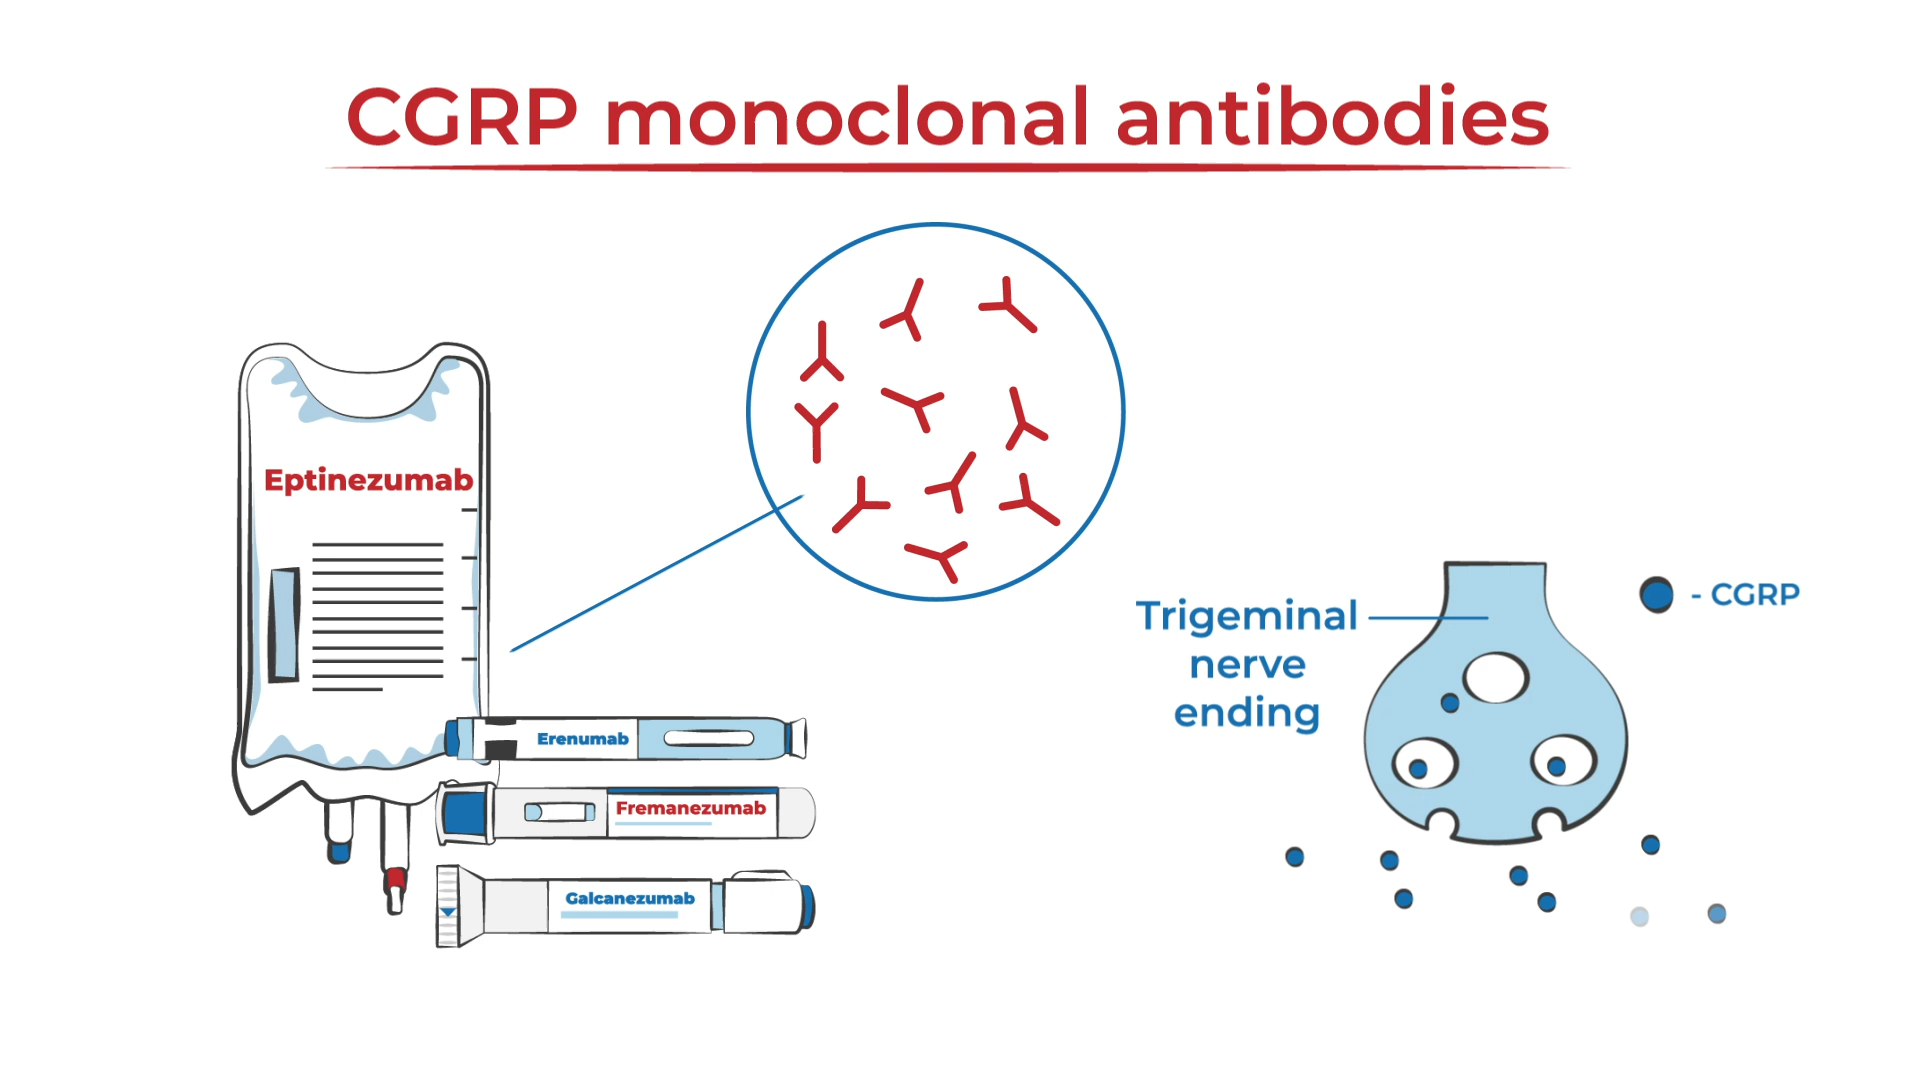 CGRP monoclonal antibodies
Eptinezumab
Erenumab
Fremanezumab
Galcanezumab
Trigeminal
nerve
ending
- CGRP